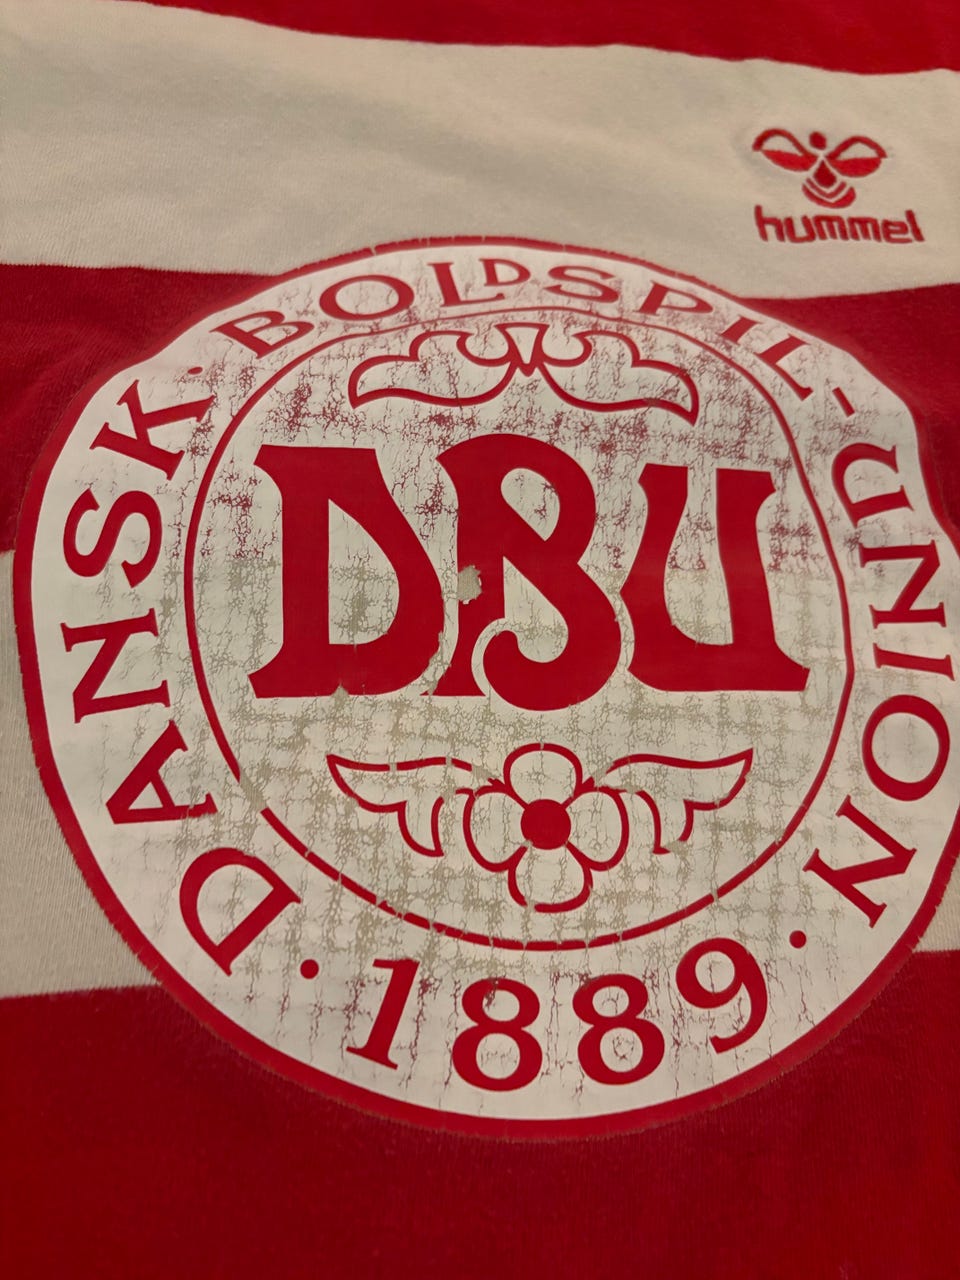 hummel
DANSK · BOLDSPIL - UNION
DBU
· 1889 ·